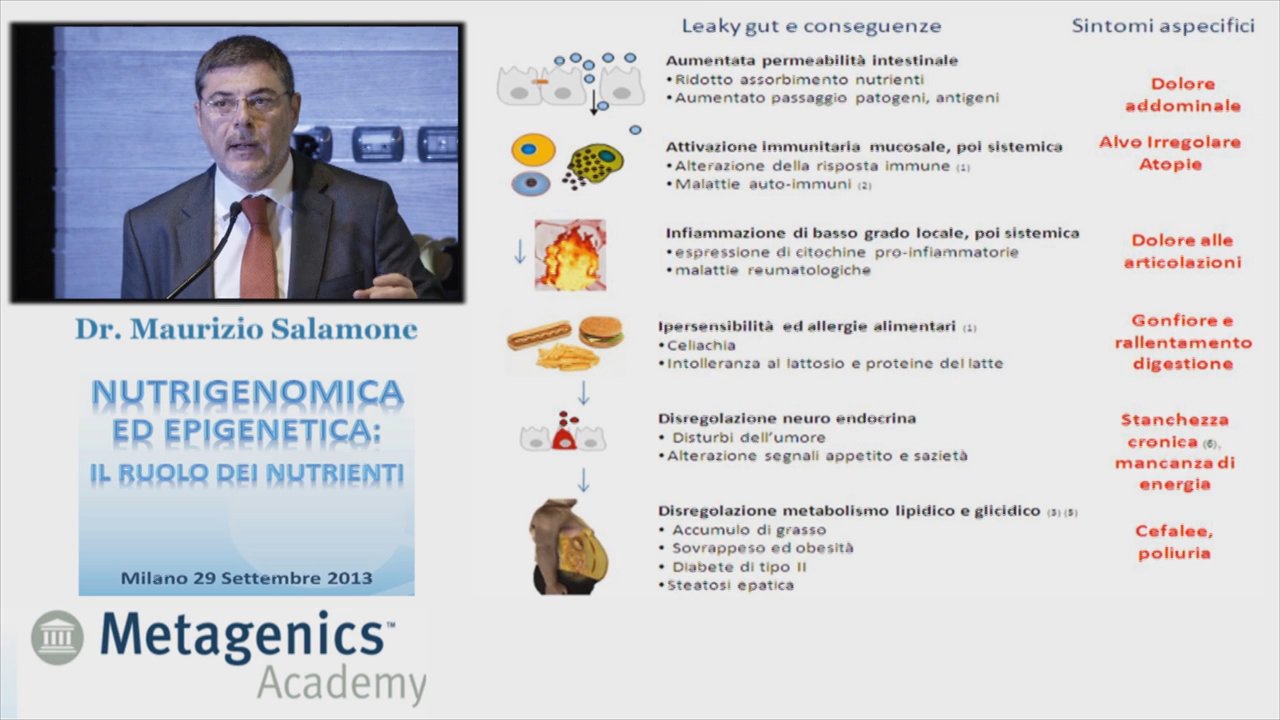 Dr. Maurizio Salamone
NUTRIGENOMICA
ED EPIGENETICA:
IL RUOLO DEI NUTRIENTI
Milano 29 Settembre 2013
Metagenics™
Academy
Leaky gut e conseguenze
Sintomi aspecifici
Aumentata permeabilità intestinale
•Ridotto assorbimento nutrienti
•Aumentato passaggio patogeni, antigeni
Dolore
addominale
Attivazione immunitaria mucosale, poi sistemica
•Alterazione della risposta immune (1)
•Malattie auto-immuni (2)
Alvo Irregolare
Atopie
Infiammazione di basso grado locale, poi sistemica
•espressione di citochine pro-infiammatorie
•malattie reumatologiche
Dolore alle
articolazioni
Ipersensibilità ed allergie alimentari (1)
•Celiachia
•Intolleranza al lattosio e proteine del latte
Gonfiore e
rallentamento
digestione
Disregolazione neuro endocrina
• Disturbi dell'umore
•Alterazione segnali appetito e sazietà
Stanchezza
cronica (6),
mancanza di
energia
Disregolazione metabolismo lipidico e glicidico (3) (5)
• Accumulo di grasso
• Sovrappeso ed obesità
• Diabete di tipo II
•Steatosi epatica
Cefalee,
poliuria